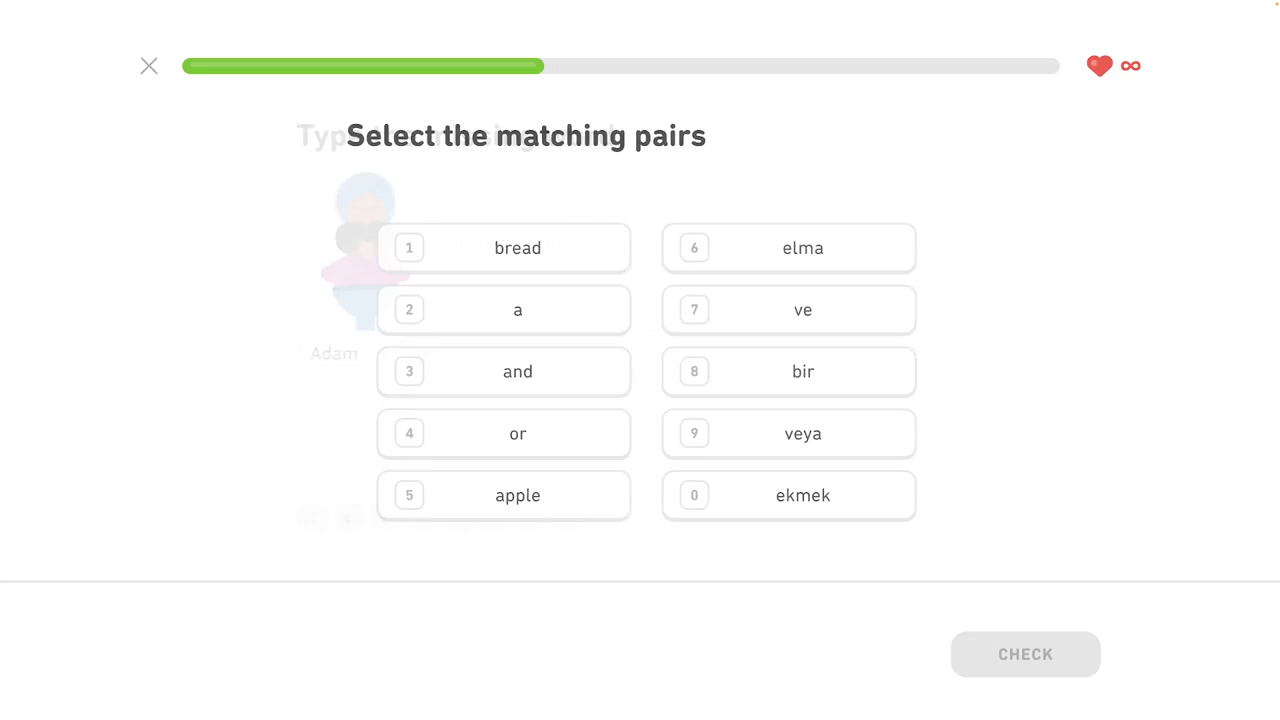 ∞
Select the matching pairs
1 bread
6 elma
2 a
7 ve
3 and
8 bir
Adam
4 or
9 veya
5 apple
0 ekmek
CHECK